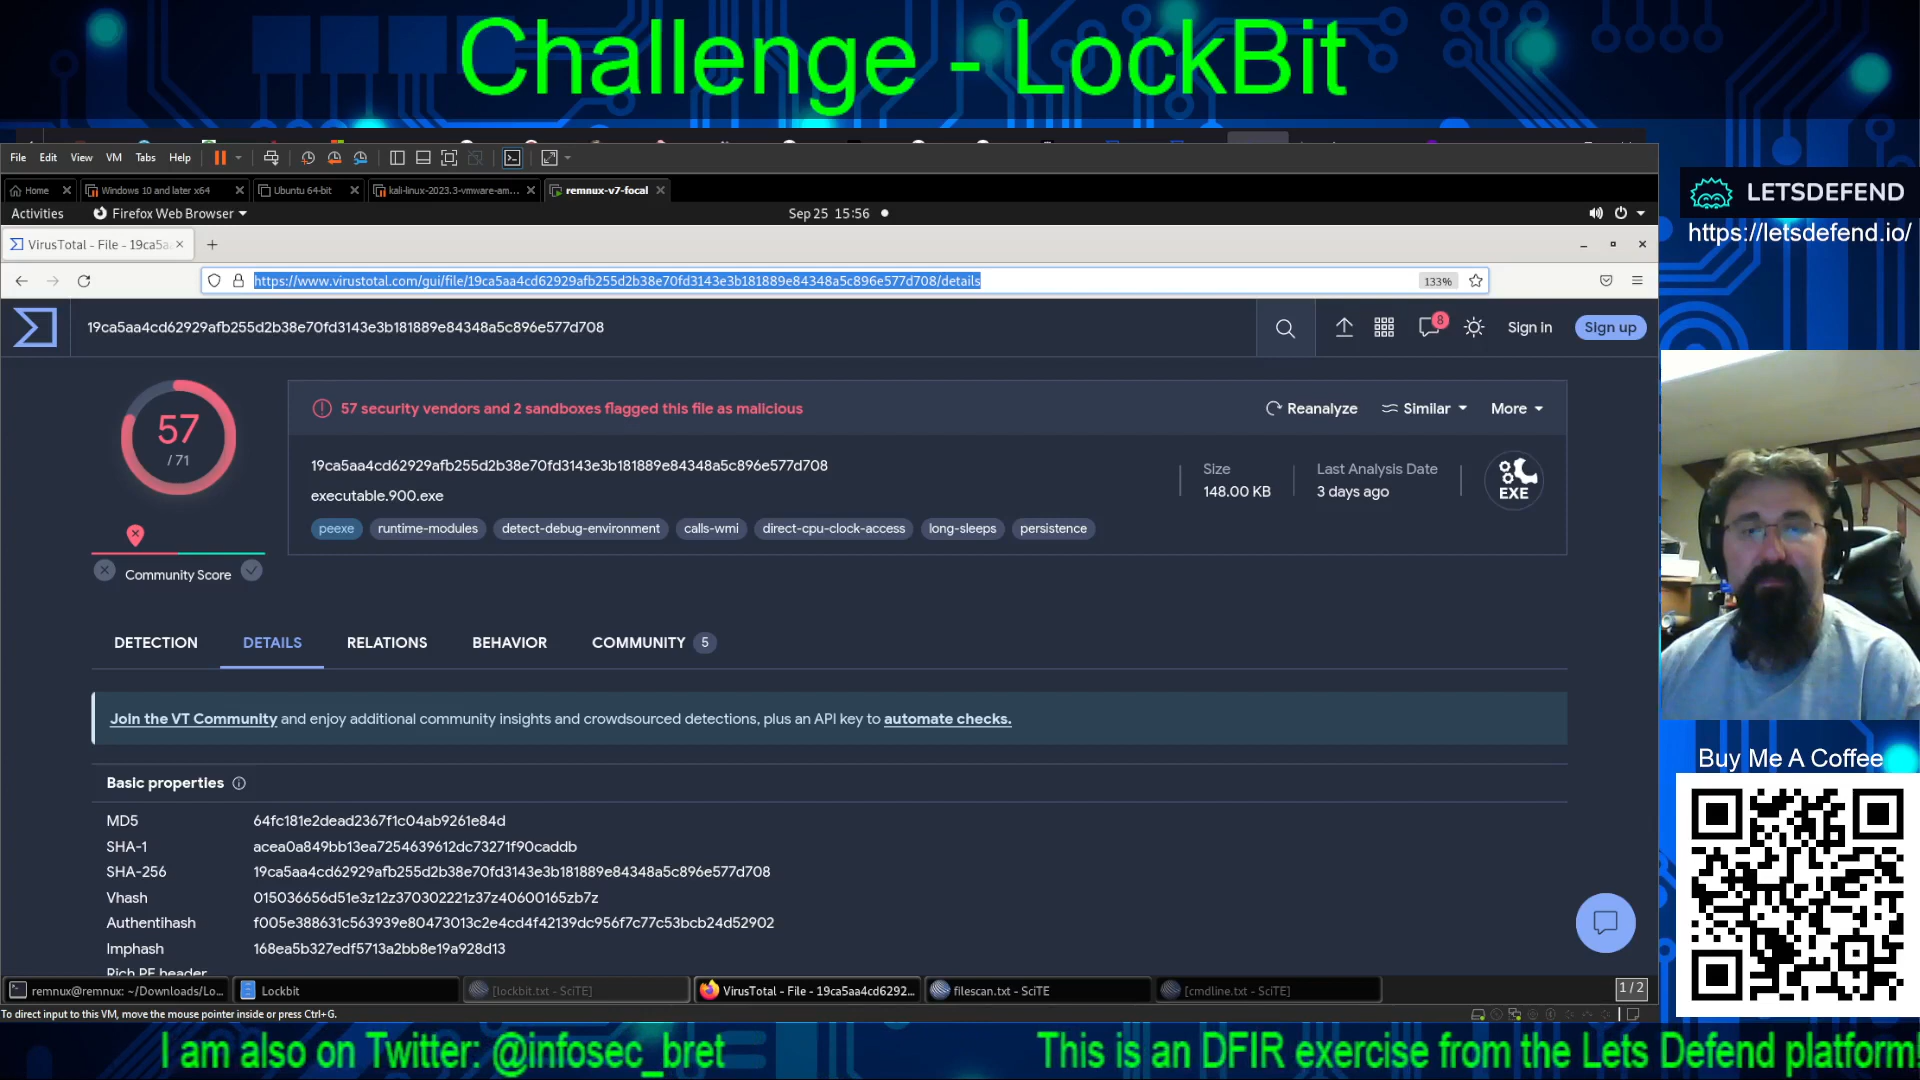 Challenge - LockBit
File Edit View VM Tabs Help
Home Windows 10 and later x64 Ubuntu 64-bit kali-linux-2023.3-vmware-am... remnux-v7-focal
Activities Firefox Web Browser Sep 25 15:56
LETSDEFEND
https://letsdefend.io/
VirusTotal - File - 19ca5aa
https://www.virustotal.com/gui/file/19ca5aa4cd62929afb255d2b38e70fd3143e3b181889e84348a5c896e577d708/details 133%
19ca5aa4cd62929afb255d2b38e70fd3143e3b181889e84348a5c896e577d708 8 Sign in Sign up
57
/ 71
57 security vendors and 2 sandboxes flagged this file as malicious Reanalyze Similar More
19ca5aa4cd62929afb255d2b38e70fd3143e3b181889e84348a5c896e577d708
executable.900.exe
Size
148.00 KB
Last Analysis Date
3 days ago
EXE
peexe runtime-modules detect-debug-environment calls-wmi direct-cpu-clock-access long-sleeps persistence
Community Score
DETECTION DETAILS RELATIONS BEHAVIOR COMMUNITY 5
Join the VT Community and enjoy additional community insights and crowdsourced detections, plus an API key to automate checks.
Basic properties
MD5 64fc181e2dead2367f1c04ab9261e84d
SHA-1 acea0a849bb13ea7254639612dc73271f90caddb
SHA-256 19ca5aa4cd62929afb255d2b38e70fd3143e3b181889e84348a5c896e577d708
Vhash 015036656d51e3z12z370302221z37z40600165zb7z
Authentihash f005e388631c563939e80473013c2e4cd4f42139dc956f7c77c53bcb24d52902
Imphash 168ea5b327edf5713a2bb8e19a928d13
Rich PE header
Buy Me A Coffee
remnux@remnux: ~/Downloads/Lo... Lockbit [lockbit.txt - SciTE] VirusTotal - File - 19ca5aa4cd6292... filescan.txt - SciTE [cmdline.txt - SciTE] 1 / 2
To direct input to this VM, move the mouse pointer inside or press Ctrl+G.
I am also on Twitter: @infosec_bret This is an DFIR exercise from the Lets Defend platform!